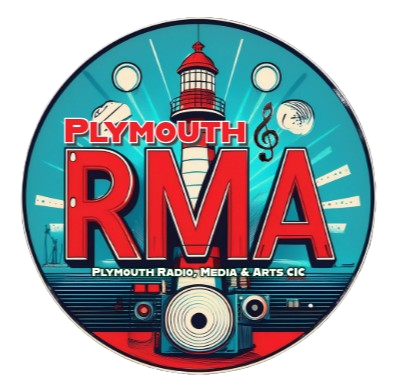 PLYMOUTH
RMA
PLYMOUTH RADIO, MEDIA & ARTS CIC